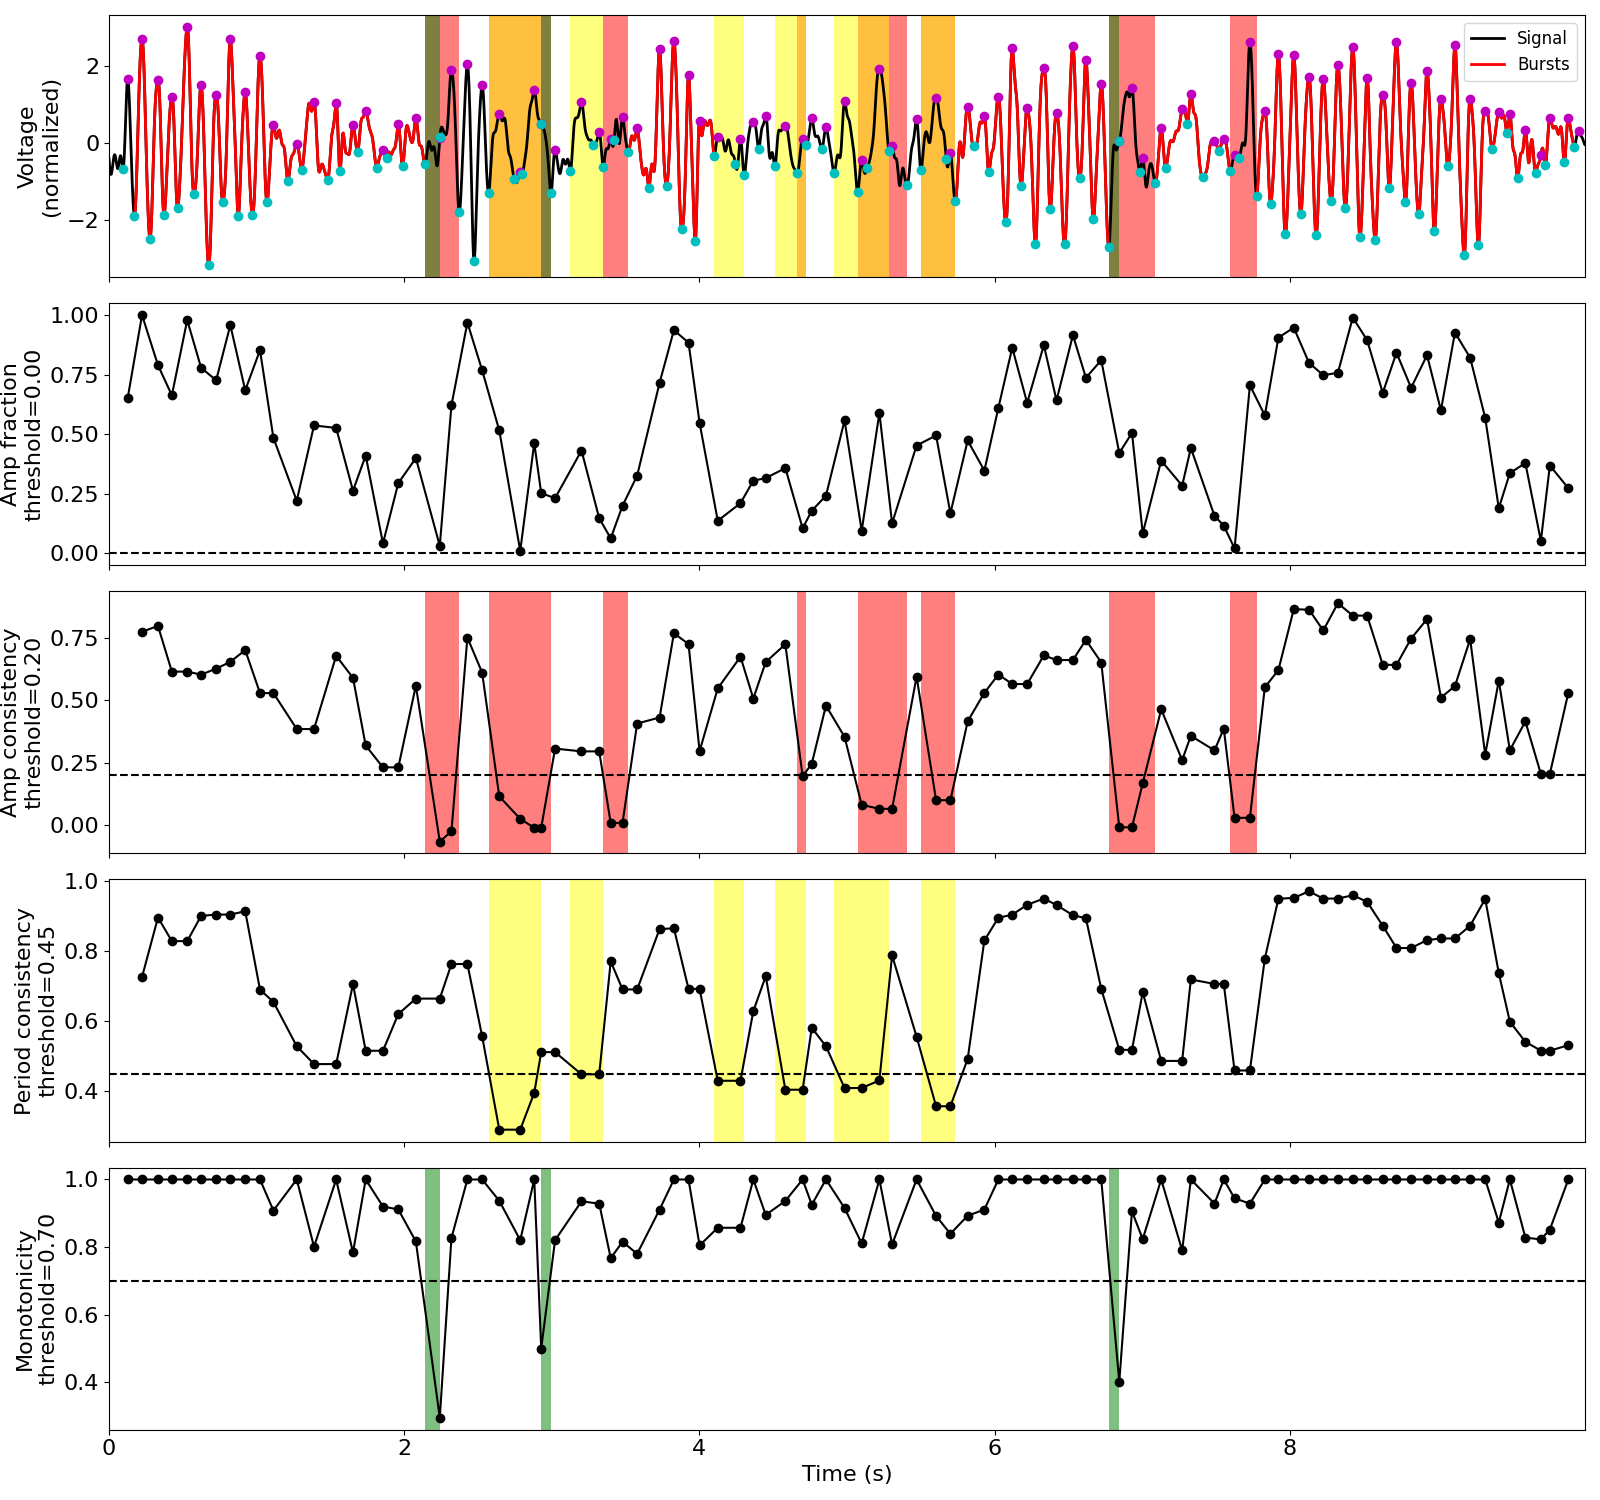 Voltage
(normalized)
2
0
−2
Signal
Bursts
Amp fraction
threshold=0.00
1.00
0.75
0.50
0.25
0.00
Amp consistency
threshold=0.20
0.75
0.50
0.25
0.00
Period consistency
threshold=0.45
1.0
0.8
0.6
0.4
Monotonicity
threshold=0.70
1.0
0.8
0.6
0.4
0 2 4 6 8
Time (s)